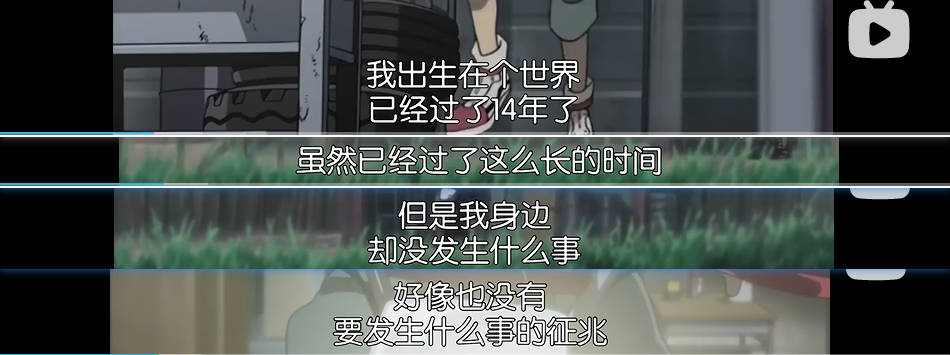 我出生在个世界
已经过了14年了
虽然已经过了这么长的时间
但是我身边
却没发生什么事
好像也没有
要发生什么事的征兆